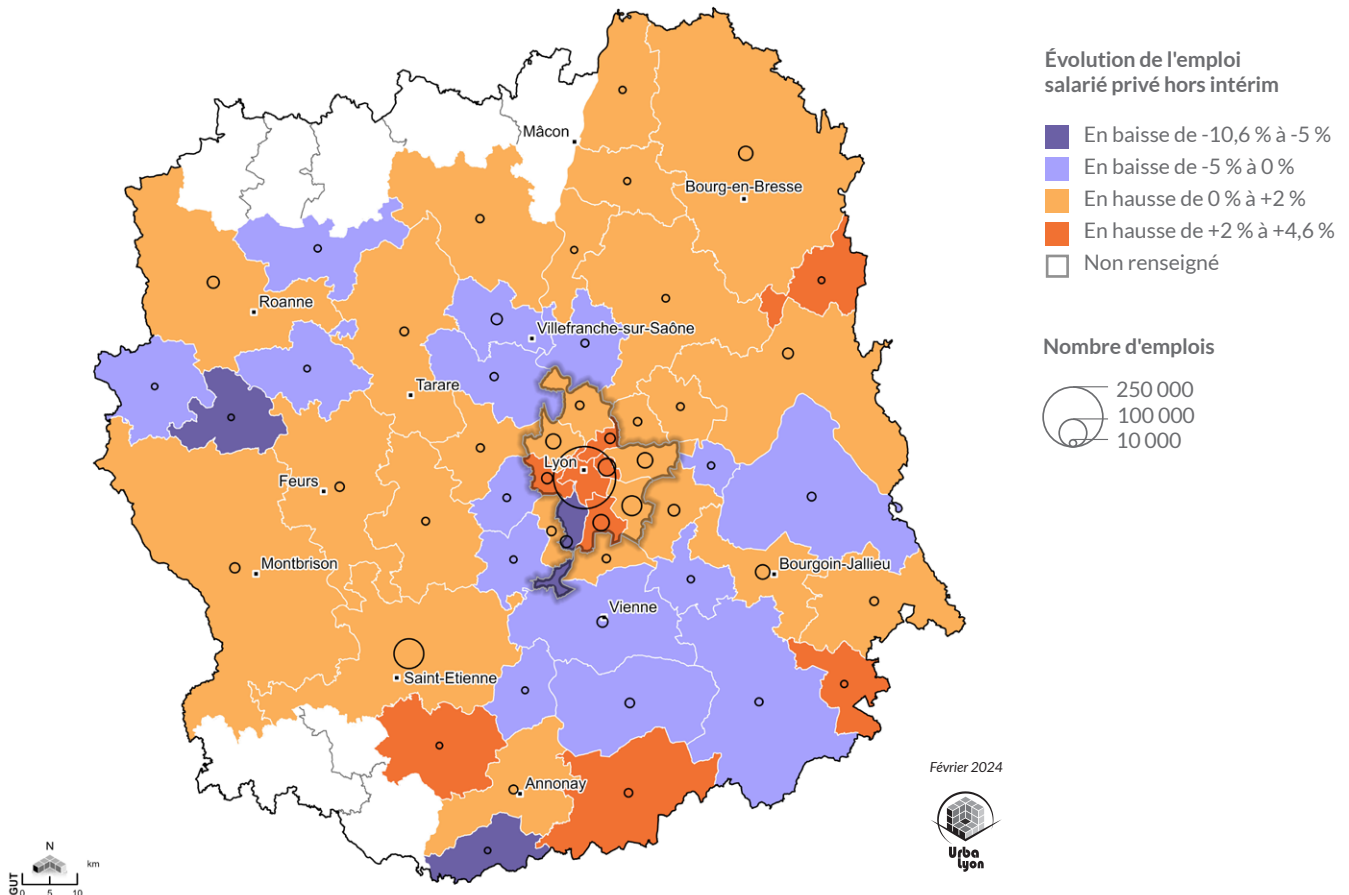 Mâcon
Bourg-en-Bresse
Roanne
Villefranche-sur-Saône
Tarare
Lyon
Feurs
Montbrison
Bourgoin-Jallieu
Vienne
Saint-Etienne
Annonay
Évolution de l'emploi
salarié privé hors intérim
En baisse de -10,6 % à -5 %
En baisse de -5 % à 0 %
En hausse de 0 % à +2 %
En hausse de +2 % à +4,6 %
Non renseigné
Nombre d'emplois
250 000
100 000
10 000
Février 2024
Urba
Lyon
N
km
0 5 10
GUT